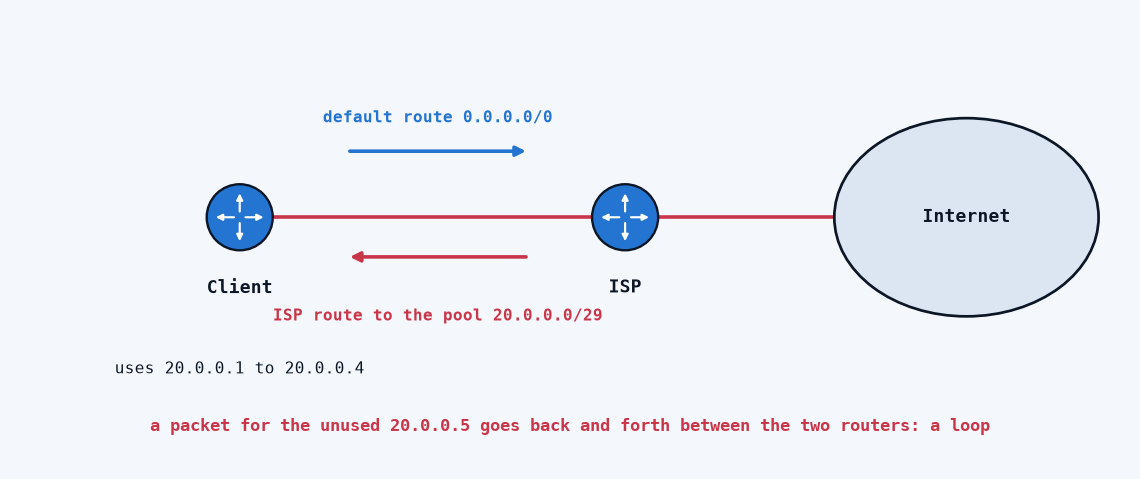 default route 0.0.0.0/0
Internet
Client
ISP
ISP route to the pool 20.0.0.0/29
uses 20.0.0.1 to 20.0.0.4
a packet for the unused 20.0.0.5 goes back and forth between the two routers: a loop